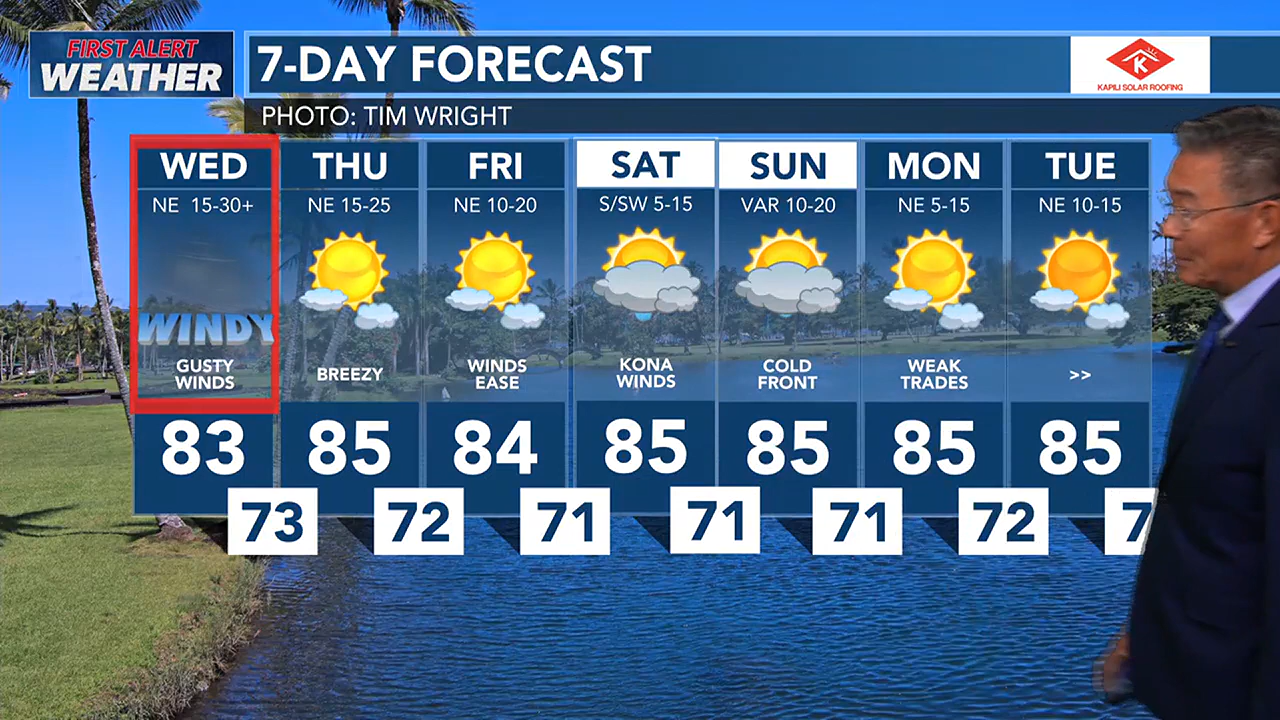 FIRST ALERT
WEATHER
7-DAY FORECAST
K
KAPILI SOLAR ROOFING
PHOTO: TIM WRIGHT
WED THU FRI SAT SUN MON TUE
NE 15-30+ NE 15-25 NE 10-20 S/SW 5-15 VAR 10-20 NE 5-15 NE 10-15
WINDY
GUSTY WINDS
BREEZY
WINDS EASE
KONA WINDS
COLD FRONT
WEAK TRADES
>>
83 85 84 85 85 85 85
73 72 71 71 71 72